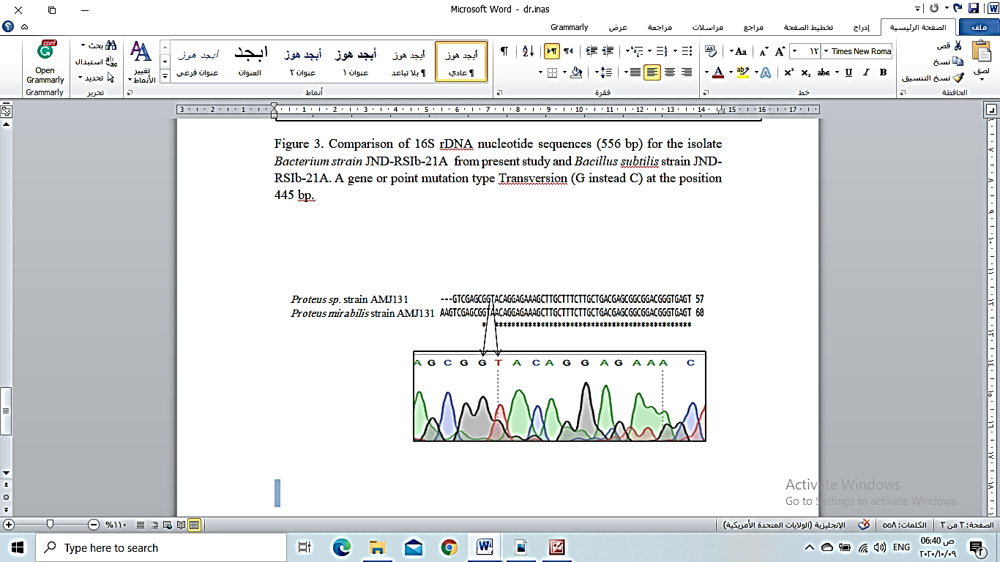 Microsoft Word - dr.inas
ملف
الصفحة الرئيسية
إدراج
تخطيط الصفحة
مراجع
مراسلات
مراجعة
عرض
Grammarly
لصق
قص
نسخ
نسخ التنسيق
الحافظة
Times New Roma
١٢
خط
فقرة
أبجد هوز
عادي
أبجد هوز
بلا تباعد
أبجد هوز
عنوان ١
أبجد هوز
عنوان ٢
أبجد
العنوان
أبجد هوز
عنوان فرعي
تغيير
الأنماط
أنماط
بحث
استبدال
تحديد
تحرير
Open
Grammarly
Grammarly
Figure 3. Comparison of 16S rDNA nucleotide sequences (556 bp) for the isolate
Bacterium strain JND-RSIb-21A from present study and Bacillus subtilis strain JND-
RSIb-21A. A gene or point mutation type Transversion (G instead C) at the position
445 bp.
Proteus sp. strain AMJ131 ---GTCGAGCGGTACAGGAGAAAGCTTGCTTTCTTGCTGACGAGCGGCGGACGGGTGAGT 57
Proteus mirabilis strain AMJ131 AAGTCGAGCGGTAACAGGAGAAAGCTTGCTTTCTTGCTGACGAGCGGCGGACGGGTGAGT 60
A G C G G T A C A G G A G A A A C
Activate Windows
Go to Settings to activate Windows.
الصفحة: ٣ من ٣
الكلمات: ٥٥٨
الإنجليزية (الولايات المتحدة الأمريكية)
%١١٠
Type here to search
ENG
06:40 ص
٢٠٢٠/١٠/٠٩